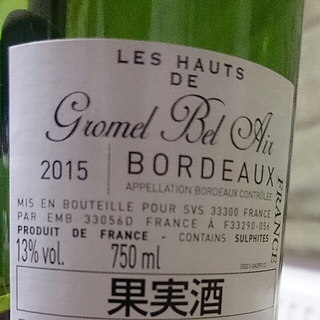 LES HAUTS
DE
Gromel Bel Air
2015 BORDEAUX
APPELLATION BORDEAUX CONTRÔLÉE
FRANCE
MIS EN BOUTEILLE POUR SVS 33300 FRANCE
PAR EMB 33056D FRANCE À F33290-056
PRODUIT DE FRANCE - CONTAINS SULPHITES
13% vol. 750 ml
果実酒